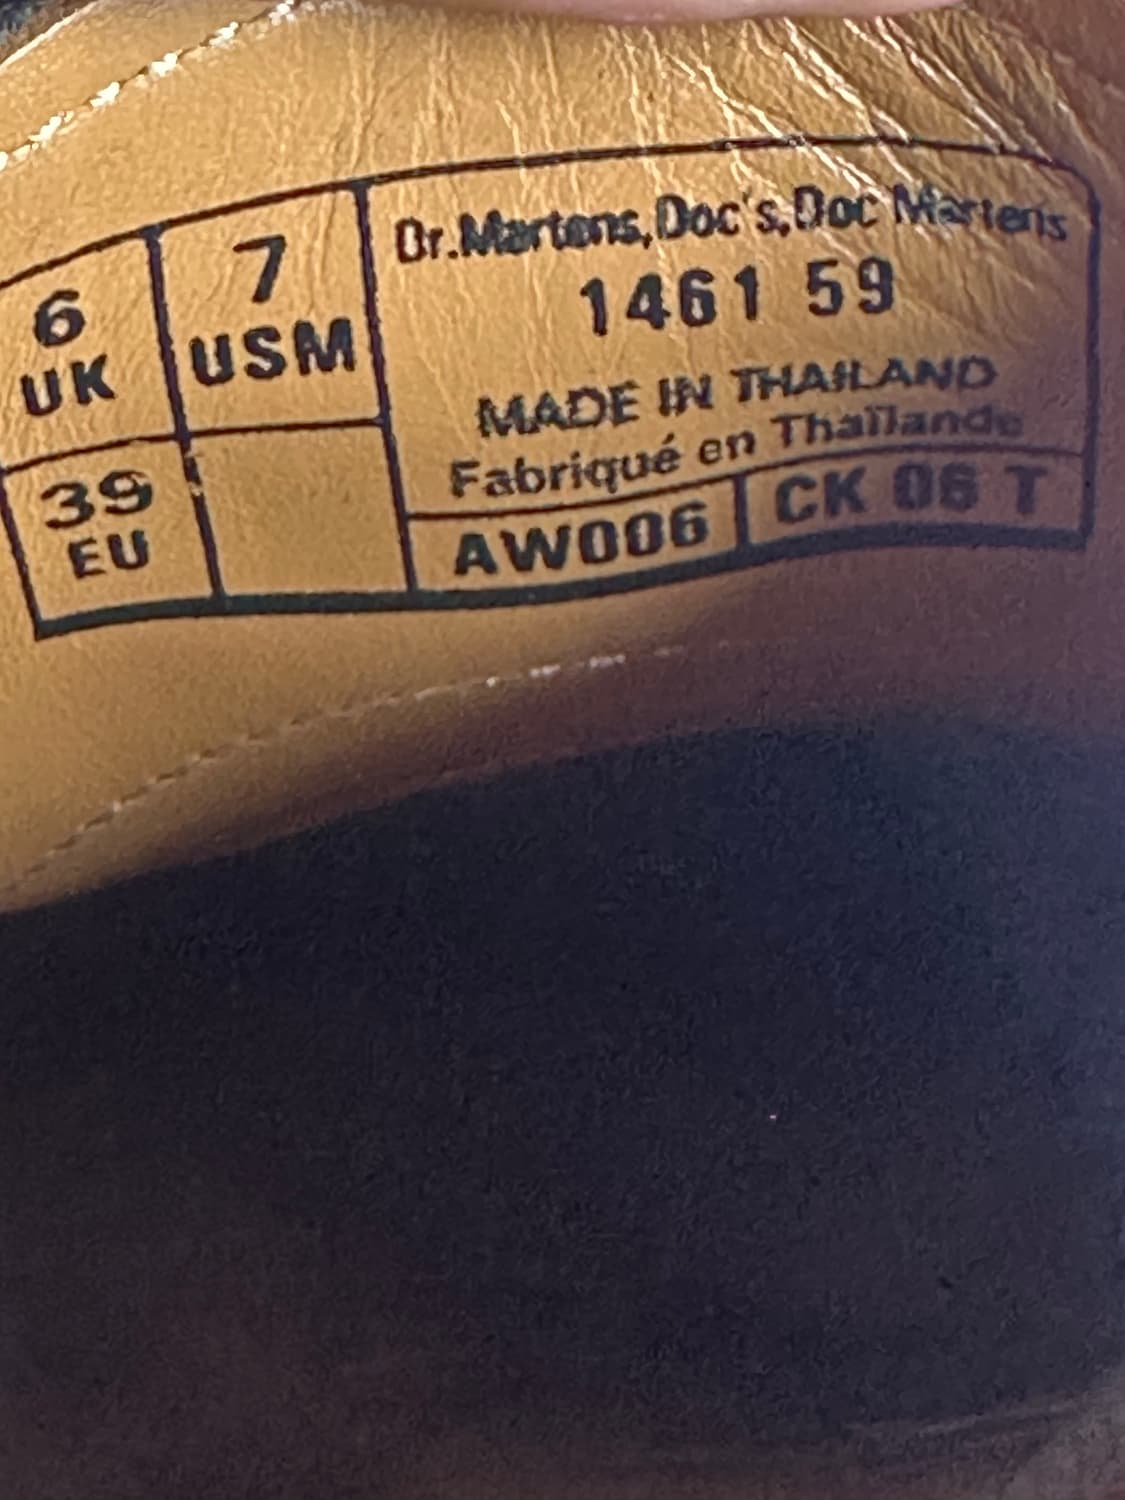 6
UK
7
USM
39
EU
Dr.Martens,Doc's,Doc Martens
1461 59
MADE IN THAILAND
Fabriqué en Thaïlande
AW006
CK 06 T